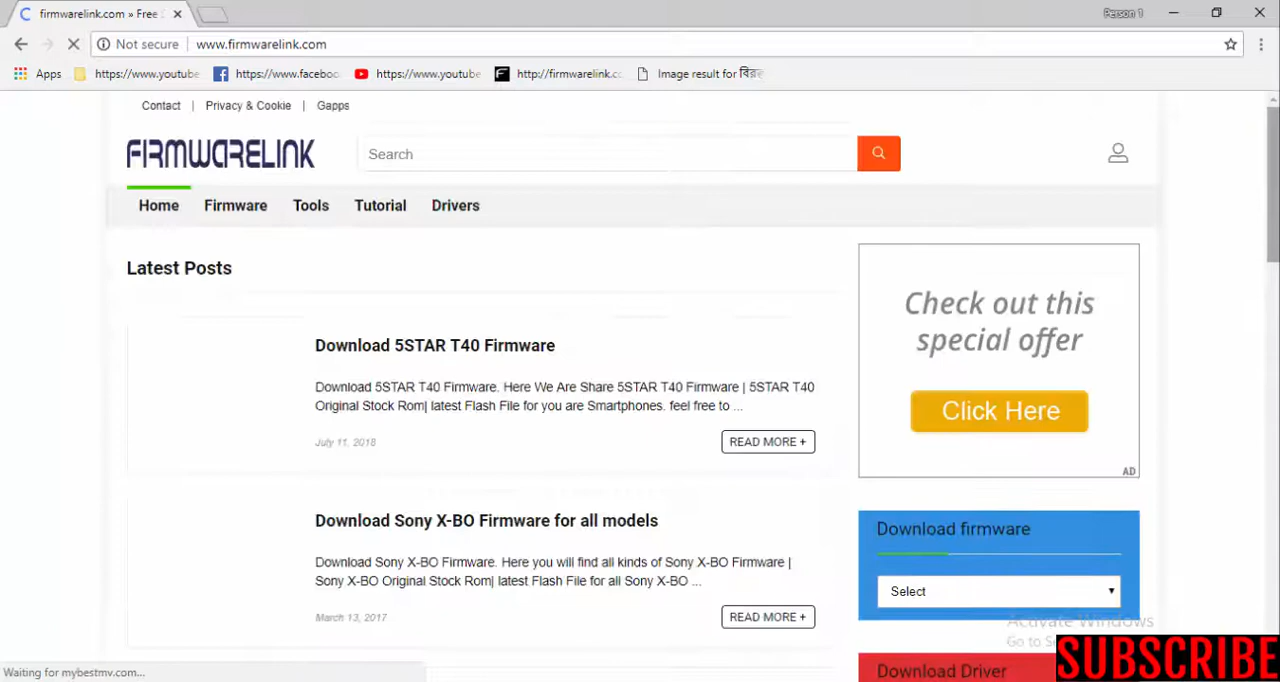 firmwarelink.com » Free
Person 1
Not secure
www.firmwarelink.com
Apps
https://www.youtube
https://www.faceboo
https://www.youtube
http://firmwarelink.co
Image result for
Contact | Privacy & Cookie | Gapps
FIRMWARELINK
Search
Home
Firmware
Tools
Tutorial
Drivers
Latest Posts
Download 5STAR T40 Firmware
Download 5STAR T40 Firmware. Here We Are Share 5STAR T40 Firmware | 5STAR T40
Original Stock Rom| latest Flash File for you are Smartphones. feel free to ...
July 11, 2018
READ MORE +
Download Sony X-BO Firmware for all models
Download Sony X-BO Firmware. Here you will find all kinds of Sony X-BO Firmware |
Sony X-BO Original Stock Rom| latest Flash File for all Sony X-BO ...
March 13, 2017
READ MORE +
Check out this
special offer
Click Here
AD
Download firmware
Select
Activate Windows
Go to
Download Driver
SUBSCRIBE
Waiting for mybestmv.com...